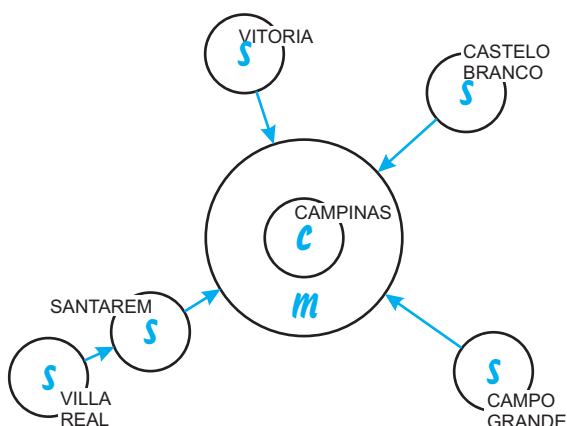 VITORIA
S
CASTELO
BRANCO
S
CAMPINAS
C
m
SANTAREM
S
S
VILLA
REAL
S
CAMPO
GRANDE